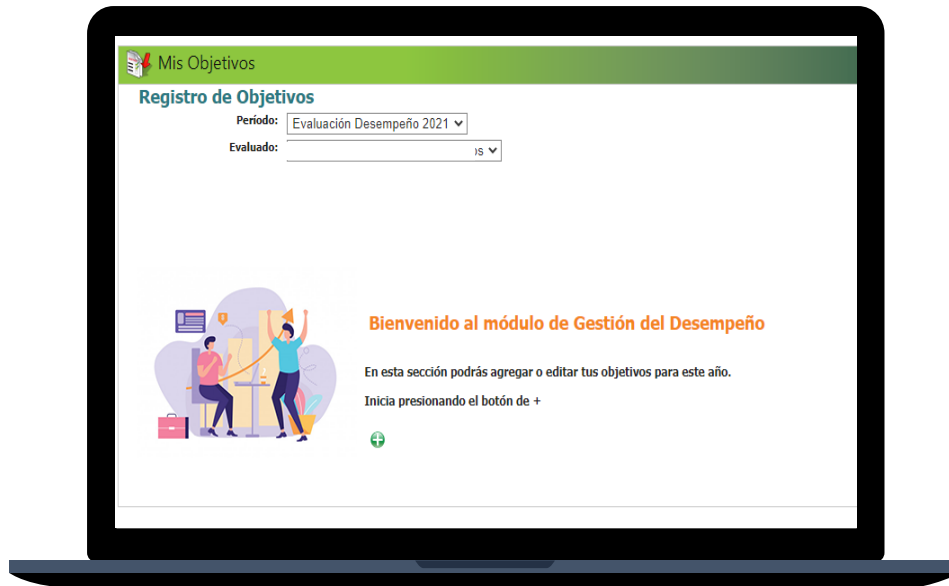 Mis Objetivos
Registro de Objetivos
Período: Evaluación Desempeño 2021
Evaluado:
Bienvenido al módulo de Gestión del Desempeño
En esta sección podrás agregar o editar tus objetivos para este año.
Inicia presionando el botón de +